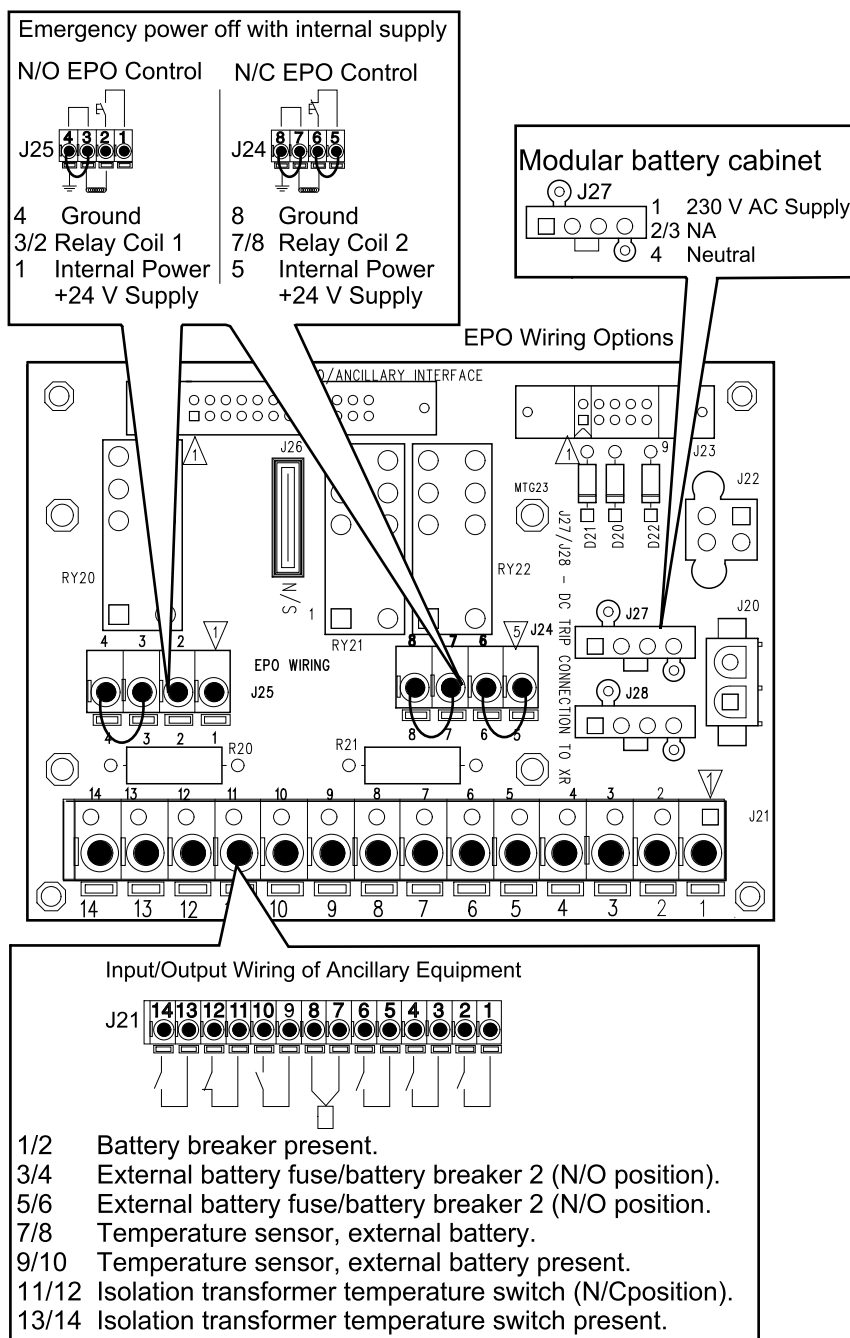 Emergency power off with internal supply
N/O EPO Control
N/C EPO Control
J25
4 3 2 1
J24
8 7 6 5
4 Ground
3/2 Relay Coil 1
1 Internal Power
+24 V Supply
8 Ground
7/8 Relay Coil 2
5 Internal Power
+24 V Supply
Modular battery cabinet
J27
1 230 V AC Supply
2/3 NA
4 Neutral
EPO Wiring Options
O/ANCILLARY INTERFACE
1
J26
N/S
RY20
1
RY21
RY22
MTG23
1
9
J23
D21
D20
D22
J22
J27/J28 - DC TRIP CONNECTION TO XR
J27
J28
J20
4 3 2 1
EPO WIRING
J25
4 3 2 1
8 7 6 5
J24
8 7 6 5
R20
R21
14 13 12 11 10 9 8 7 6 5 4 3 2 1
J21
14 13 12 1 10 9 8 7 6 5 4 3 2 1
Input/Output Wiring of Ancillary Equipment
J21
14 13 12 11 10 9 8 7 6 5 4 3 2 1
1/2 Battery breaker present.
3/4 External battery fuse/battery breaker 2 (N/O position).
5/6 External battery fuse/battery breaker 2 (N/O position.
7/8 Temperature sensor, external battery.
9/10 Temperature sensor, external battery present.
11/12 Isolation transformer temperature switch (N/Cposition).
13/14 Isolation transformer temperature switch present.